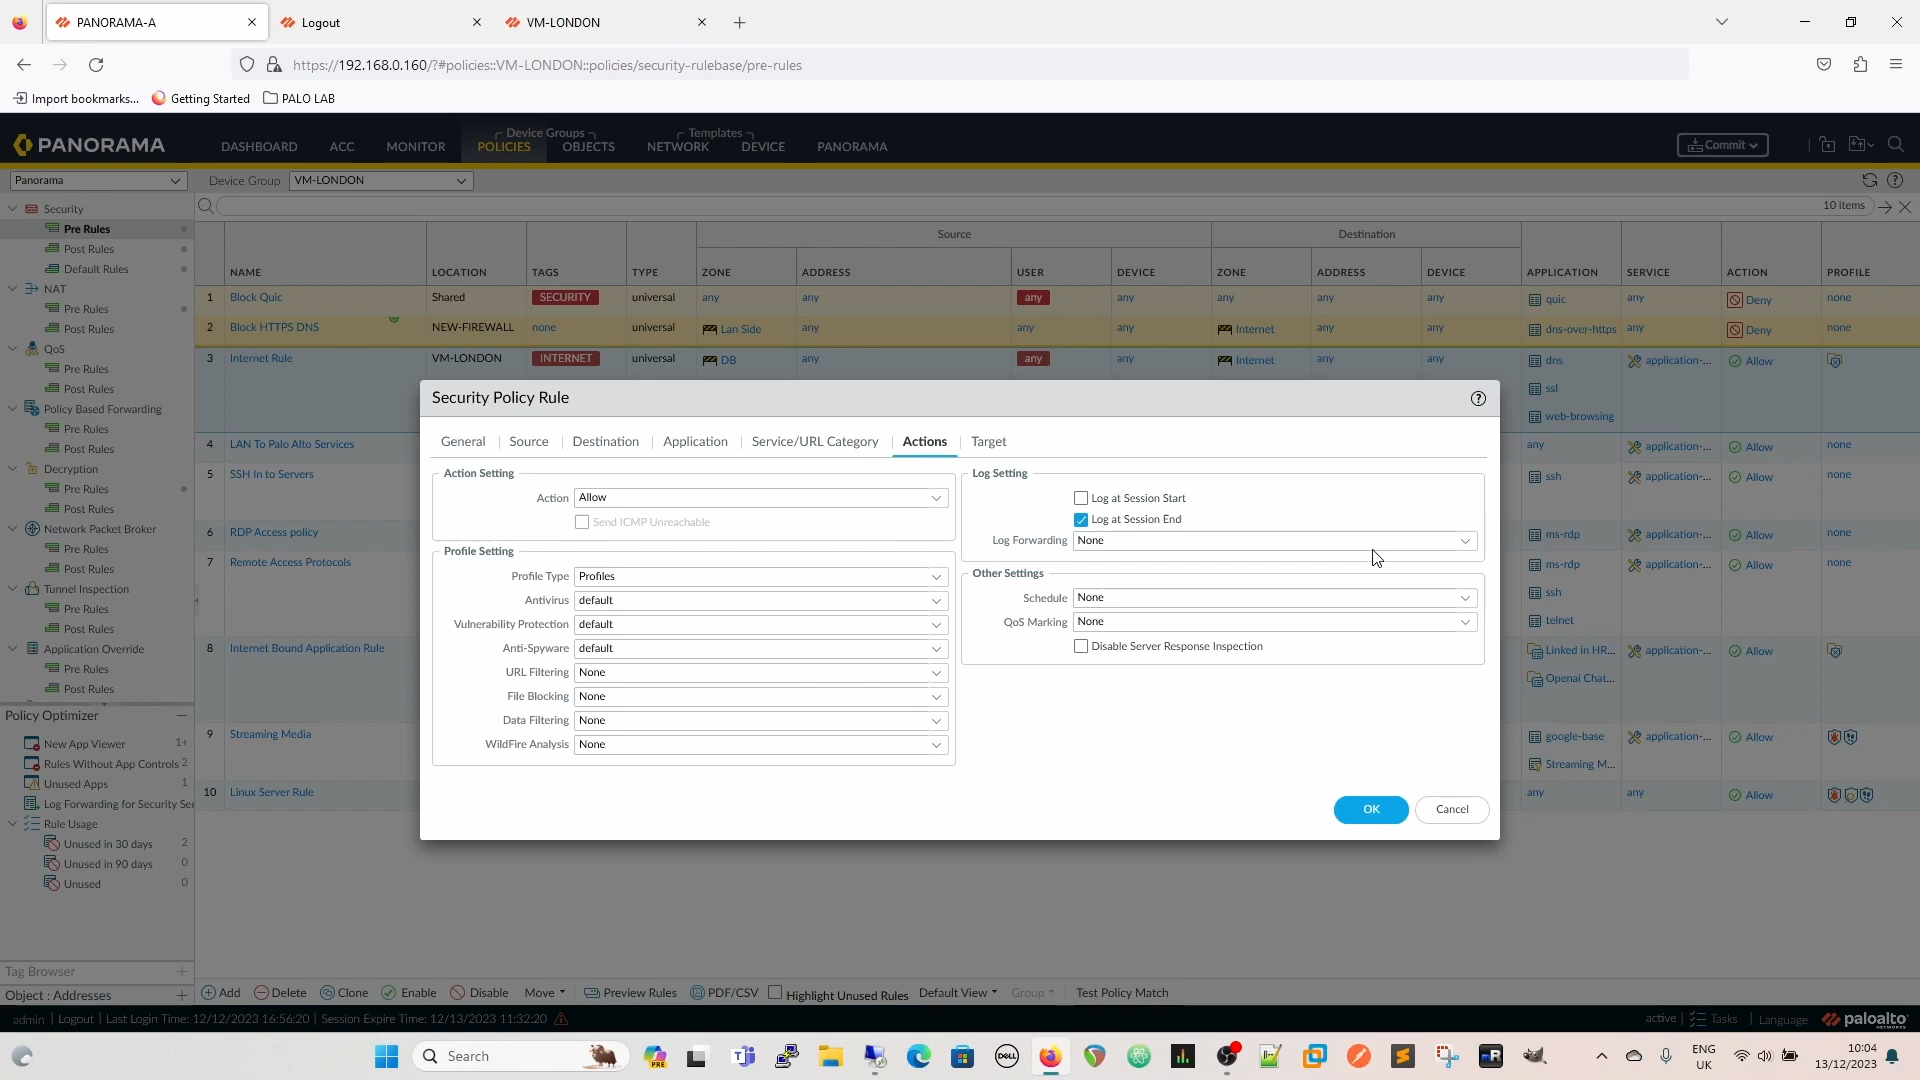 PANORAMA-A
Logout
VM-LONDON
https://192.168.0.160/?#policies::VM-LONDON::policies/security-rulebase/pre-rules
Import bookmarks...
Getting Started
PALO LAB
PANORAMA
DASHBOARD
ACC
MONITOR
Device Groups
POLICIES
OBJECTS
Templates
NETWORK
DEVICE
PANORAMA
Commit
Panorama
Device Group
VM-LONDON
10 items
Security
Pre Rules
Post Rules
Default Rules
NAT
Pre Rules
Post Rules
QoS
Pre Rules
Post Rules
Policy Based Forwarding
Pre Rules
Post Rules
Decryption
Pre Rules
Post Rules
Network Packet Broker
Pre Rules
Post Rules
Tunnel Inspection
Pre Rules
Post Rules
Application Override
Pre Rules
Post Rules
Policy Optimizer
New App Viewer 1+
Rules Without App Controls 2
Unused Apps 1
Log Forwarding for Security Ser
Rule Usage
Unused in 30 days 2
Unused in 90 days 0
Unused 0
Tag Browser
Object : Addresses
Source
Destination
NAME LOCATION TAGS TYPE ZONE ADDRESS USER DEVICE ZONE ADDRESS DEVICE APPLICATION SERVICE ACTION PROFILE
1 Block Quic Shared SECURITY universal any any any any any any any quic any Deny none
2 Block HTTPS DNS NEW-FIREWALL none universal Lan Side any any any Internet any any dns-over-https any Deny none
3 Internet Rule VM-LONDON INTERNET universal DB any any any Internet any any dns application-... Allow
ssl
web-browsing
4 LAN To Palo Alto Services any application-... Allow none
5 SSH In to Servers ssh application-... Allow none
6 RDP Access policy ms-rdp application-... Allow none
7 Remote Access Protocols ms-rdp application-... Allow none
ssh
telnet
8 Internet Bound Application Rule Linked in HR... application-... Allow
Openai Chat...
9 Streaming Media google-base application-... Allow
Streaming M...
10 Linux Server Rule any any Allow
Security Policy Rule
General
Source
Destination
Application
Service/URL Category
Actions
Target
Action Setting
Action Allow
Send ICMP Unreachable
Profile Setting
Profile Type Profiles
Antivirus default
Vulnerability Protection default
Anti-Spyware default
URL Filtering None
File Blocking None
Data Filtering None
WildFire Analysis None
Log Setting
Log at Session Start
Log at Session End
Log Forwarding None
Other Settings
Schedule None
QoS Marking None
Disable Server Response Inspection
OK
Cancel
Add
Delete
Clone
Enable
Disable
Move
Preview Rules
PDF/CSV
Highlight Unused Rules
Default View
Group
Test Policy Match
admin | Logout | Last Login Time: 12/12/2023 16:56:20 | Session Expire Time: 12/13/2023 11:32:20
active | Tasks | Language
paloalto
NETWORKS
Search
PRE
DELL
ENG
UK
10:04
13/12/2023